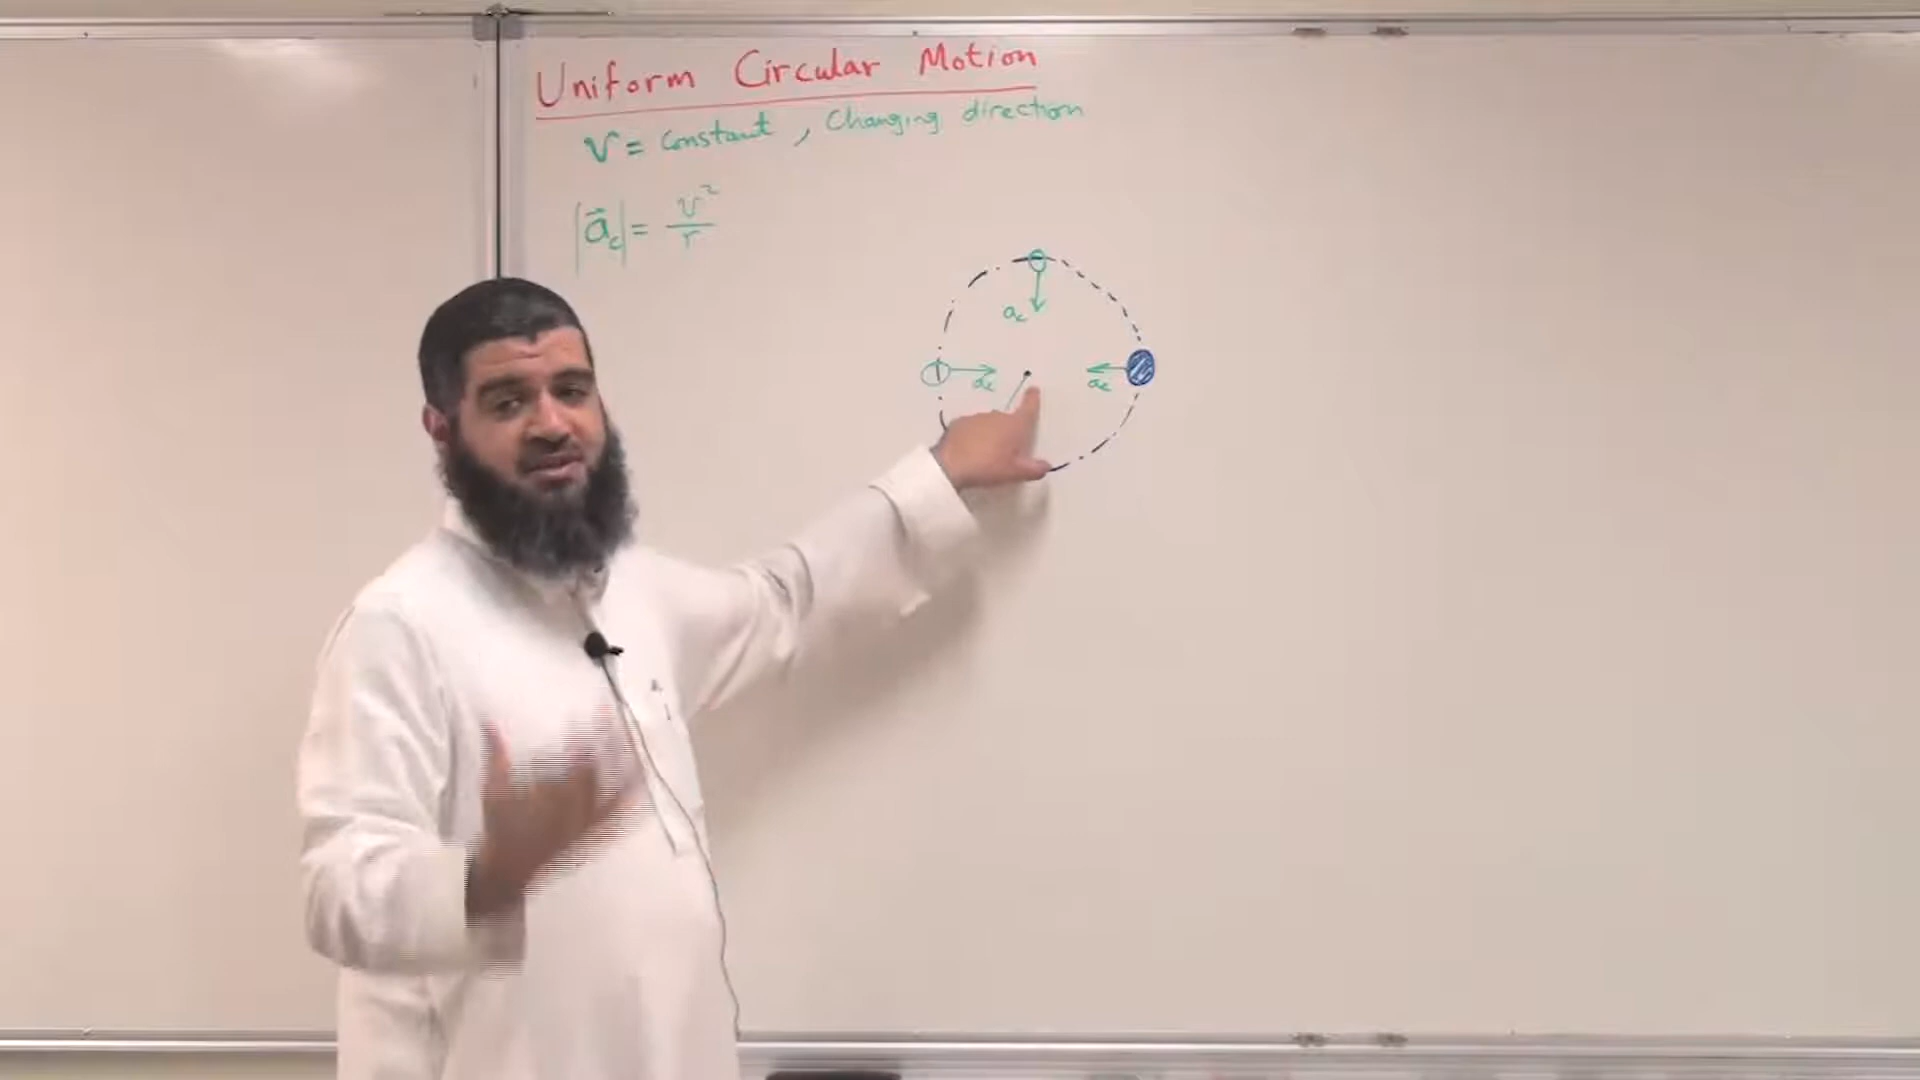 Uniform Circular Motion
v = constant , Changing direction
|a⃗c| = v²/r
ac
ac
ac